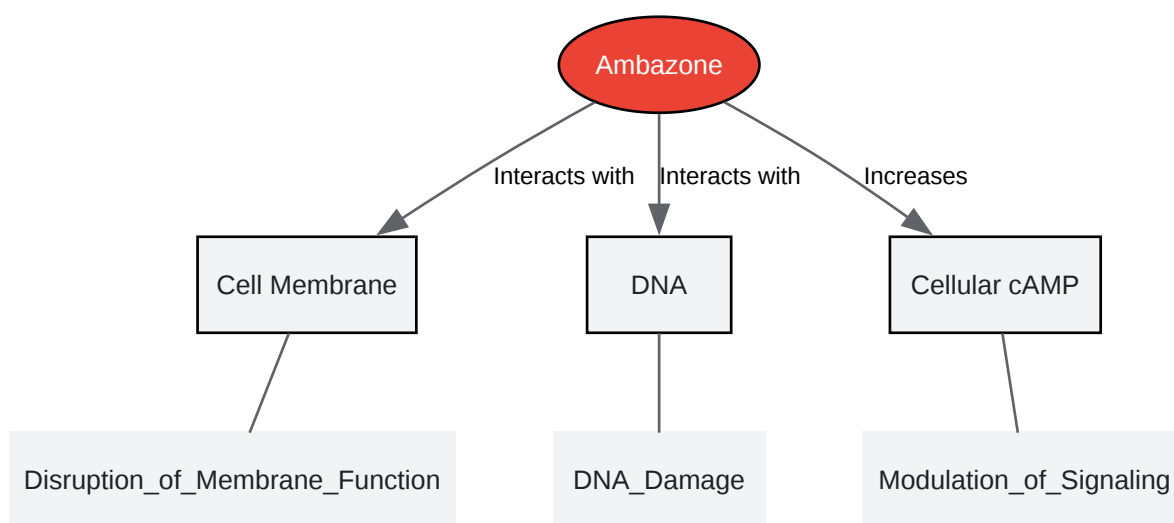 Ambazone
Interacts with
Interacts with
Increases
Cell Membrane
DNA
Cellular cAMP
Disruption_of_Membrane_Function
DNA_Damage
Modulation_of_Signaling